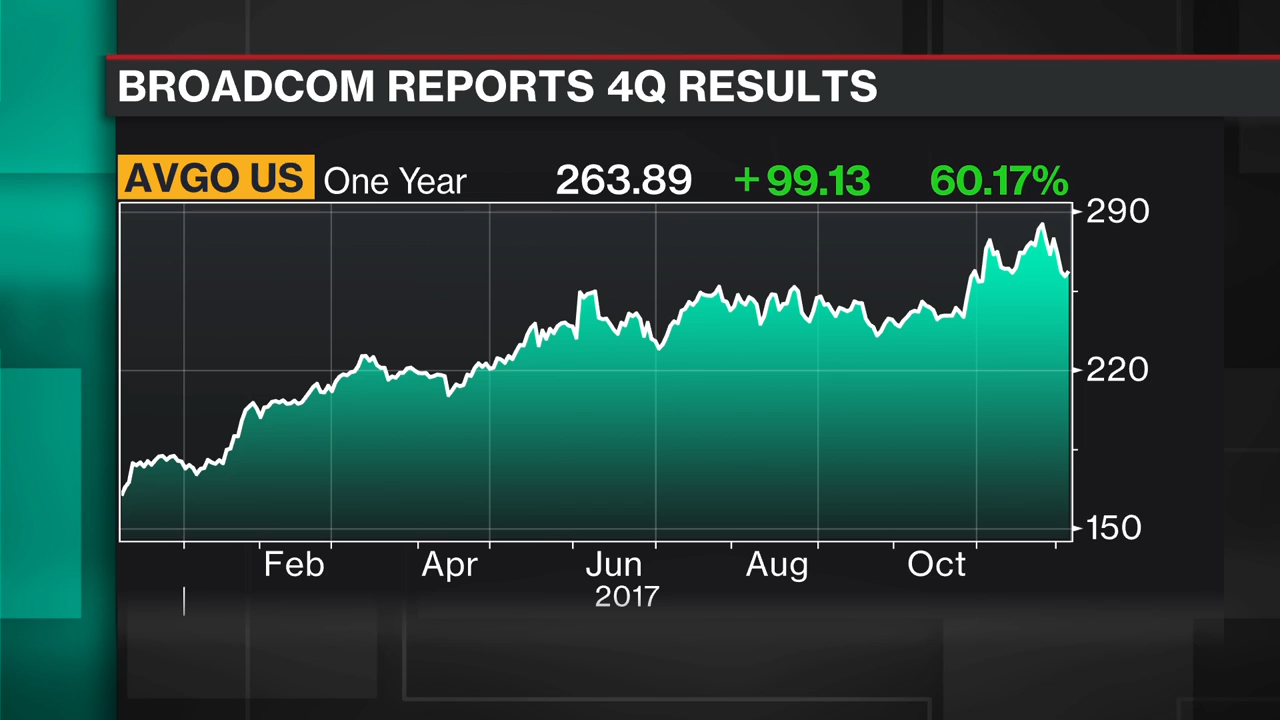 BROADCOM REPORTS 4Q RESULTS
AVGO US One Year 263.89 +99.13 60.17%
290
220
150
Feb Apr Jun Aug Oct
2017